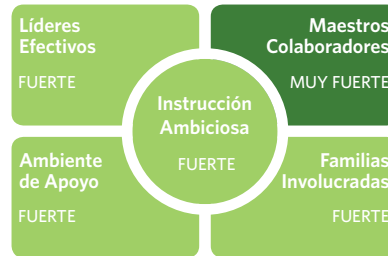 Líderes
Efectivos
FUERTE
Maestros
Colaboradores
MUY FUERTE
Instrucción
Ambiciosa
FUERTE
Ambiente
de Apoyo
FUERTE
Familias
Involucradas
FUERTE